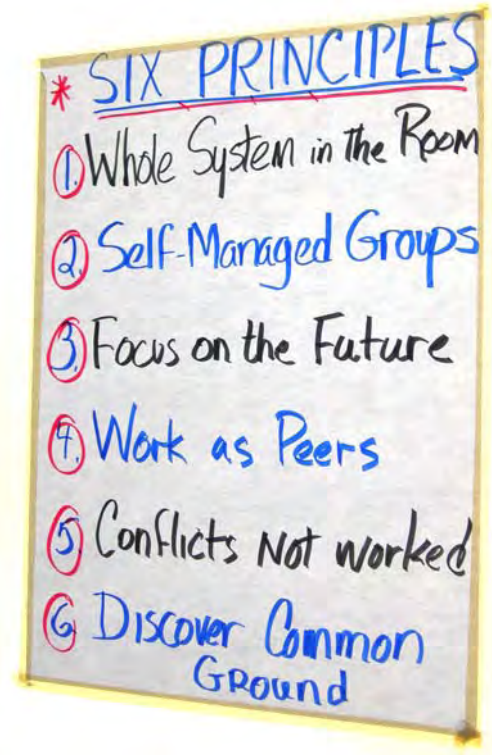 * SIX PRINCIPLES
1. Whole System in the Room
2. Self-Managed Groups
3. Focus on the Future
4. Work as Peers
5. Conflicts Not Worked
6 Discover Common
Ground